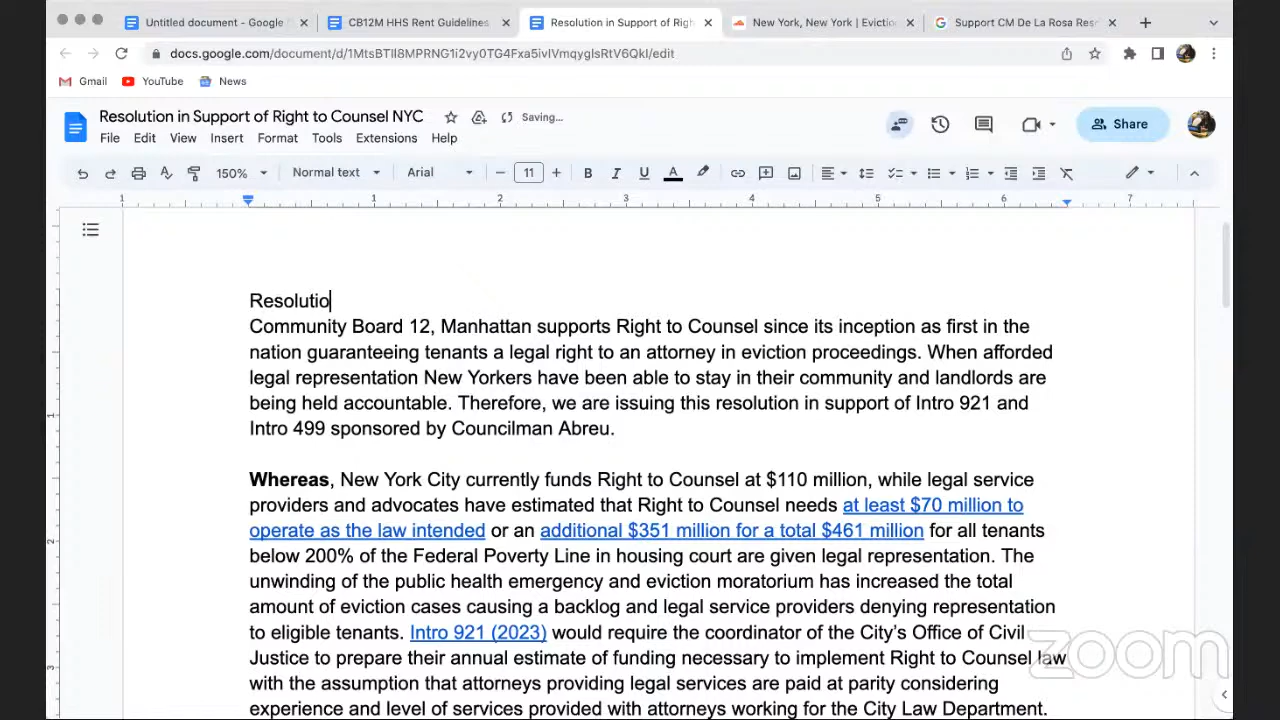 Untitled document - Google
CB12M HHS Rent Guidelines
Resolution in Support of Righ
New York, New York | Eviction
Support CM De La Rosa Reso
docs.google.com/document/d/
/edit
Gmail
YouTube
News
Resolution in Support of Right to Counsel NYC
Saving...
File Edit View Insert Format Tools Extensions Help
Share
150%
Normal text
Arial
11
B I U A
1 1 2 3 4 5 6 7
Resolutio
Community Board 12, Manhattan supports Right to Counsel since its inception as first in the
nation guaranteeing tenants a legal right to an attorney in eviction proceedings. When afforded
legal representation New Yorkers have been able to stay in their community and landlords are
being held accountable. Therefore, we are issuing this resolution in support of Intro 921 and
Intro 499 sponsored by Councilman Abreu.
Whereas, New York City currently funds Right to Counsel at $110 million, while legal service
providers and advocates have estimated that Right to Counsel needs at least $70 million to
operate as the law intended or an additional $351 million for a total $461 million for all tenants
below 200% of the Federal Poverty Line in housing court are given legal representation. The
unwinding of the public health emergency and eviction moratorium has increased the total
amount of eviction cases causing a backlog and legal service providers denying representation
to eligible tenants. Intro 921 (2023) would require the coordinator of the City's Office of Civil
Justice to prepare their annual estimate of funding necessary to implement Right to Counsel law
with the assumption that attorneys providing legal services are paid at parity considering
experience and level of services provided with attorneys working for the City Law Department.
zoom
1
2
3